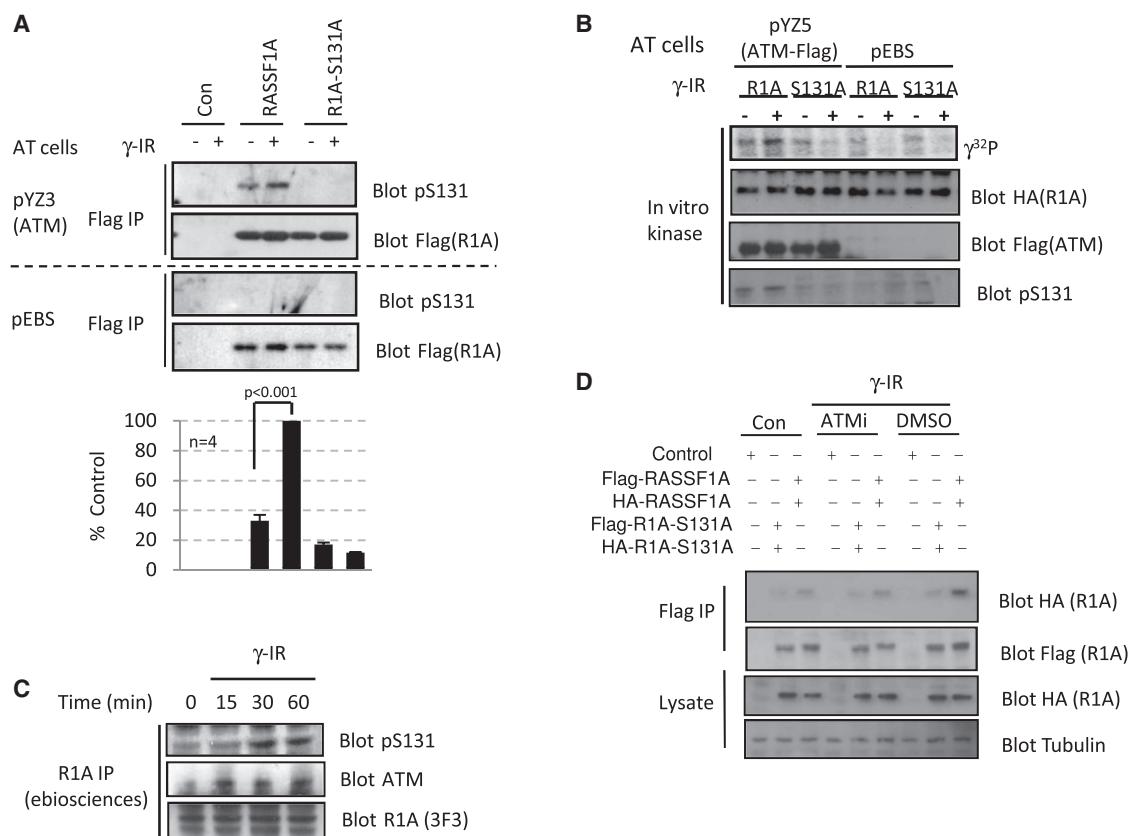 A
Con
RASSF1A
R1A-S131A
AT cells γ-IR - + - + - +
pYZ3
(ATM)
Flag IP
Blot pS131
Blot Flag(R1A)
pEBS
Flag IP
Blot pS131
Blot Flag(R1A)
p<0.001
n=4
% Control
100
80
60
40
20
0
B
AT cells
pYZ5
(ATM-Flag)
pEBS
γ-IR
R1A S131A R1A S131A
- + - + - + - +
In vitro
kinase
γ32P
Blot HA(R1A)
Blot Flag(ATM)
Blot pS131
C
γ-IR
Time (min) 0 15 30 60
R1A IP
(ebiosciences)
Blot pS131
Blot ATM
Blot R1A (3F3)
D
γ-IR
Con ATMi DMSO
Control + − − + − − + − −
Flag-RASSF1A − − + − − + − − +
HA-RASSF1A − − + − − + − − +
Flag-R1A-S131A − + − − + − − + −
HA-R1A-S131A − + − − + − − + −
Flag IP
Blot HA (R1A)
Blot Flag (R1A)
Lysate
Blot HA (R1A)
Blot Tubulin